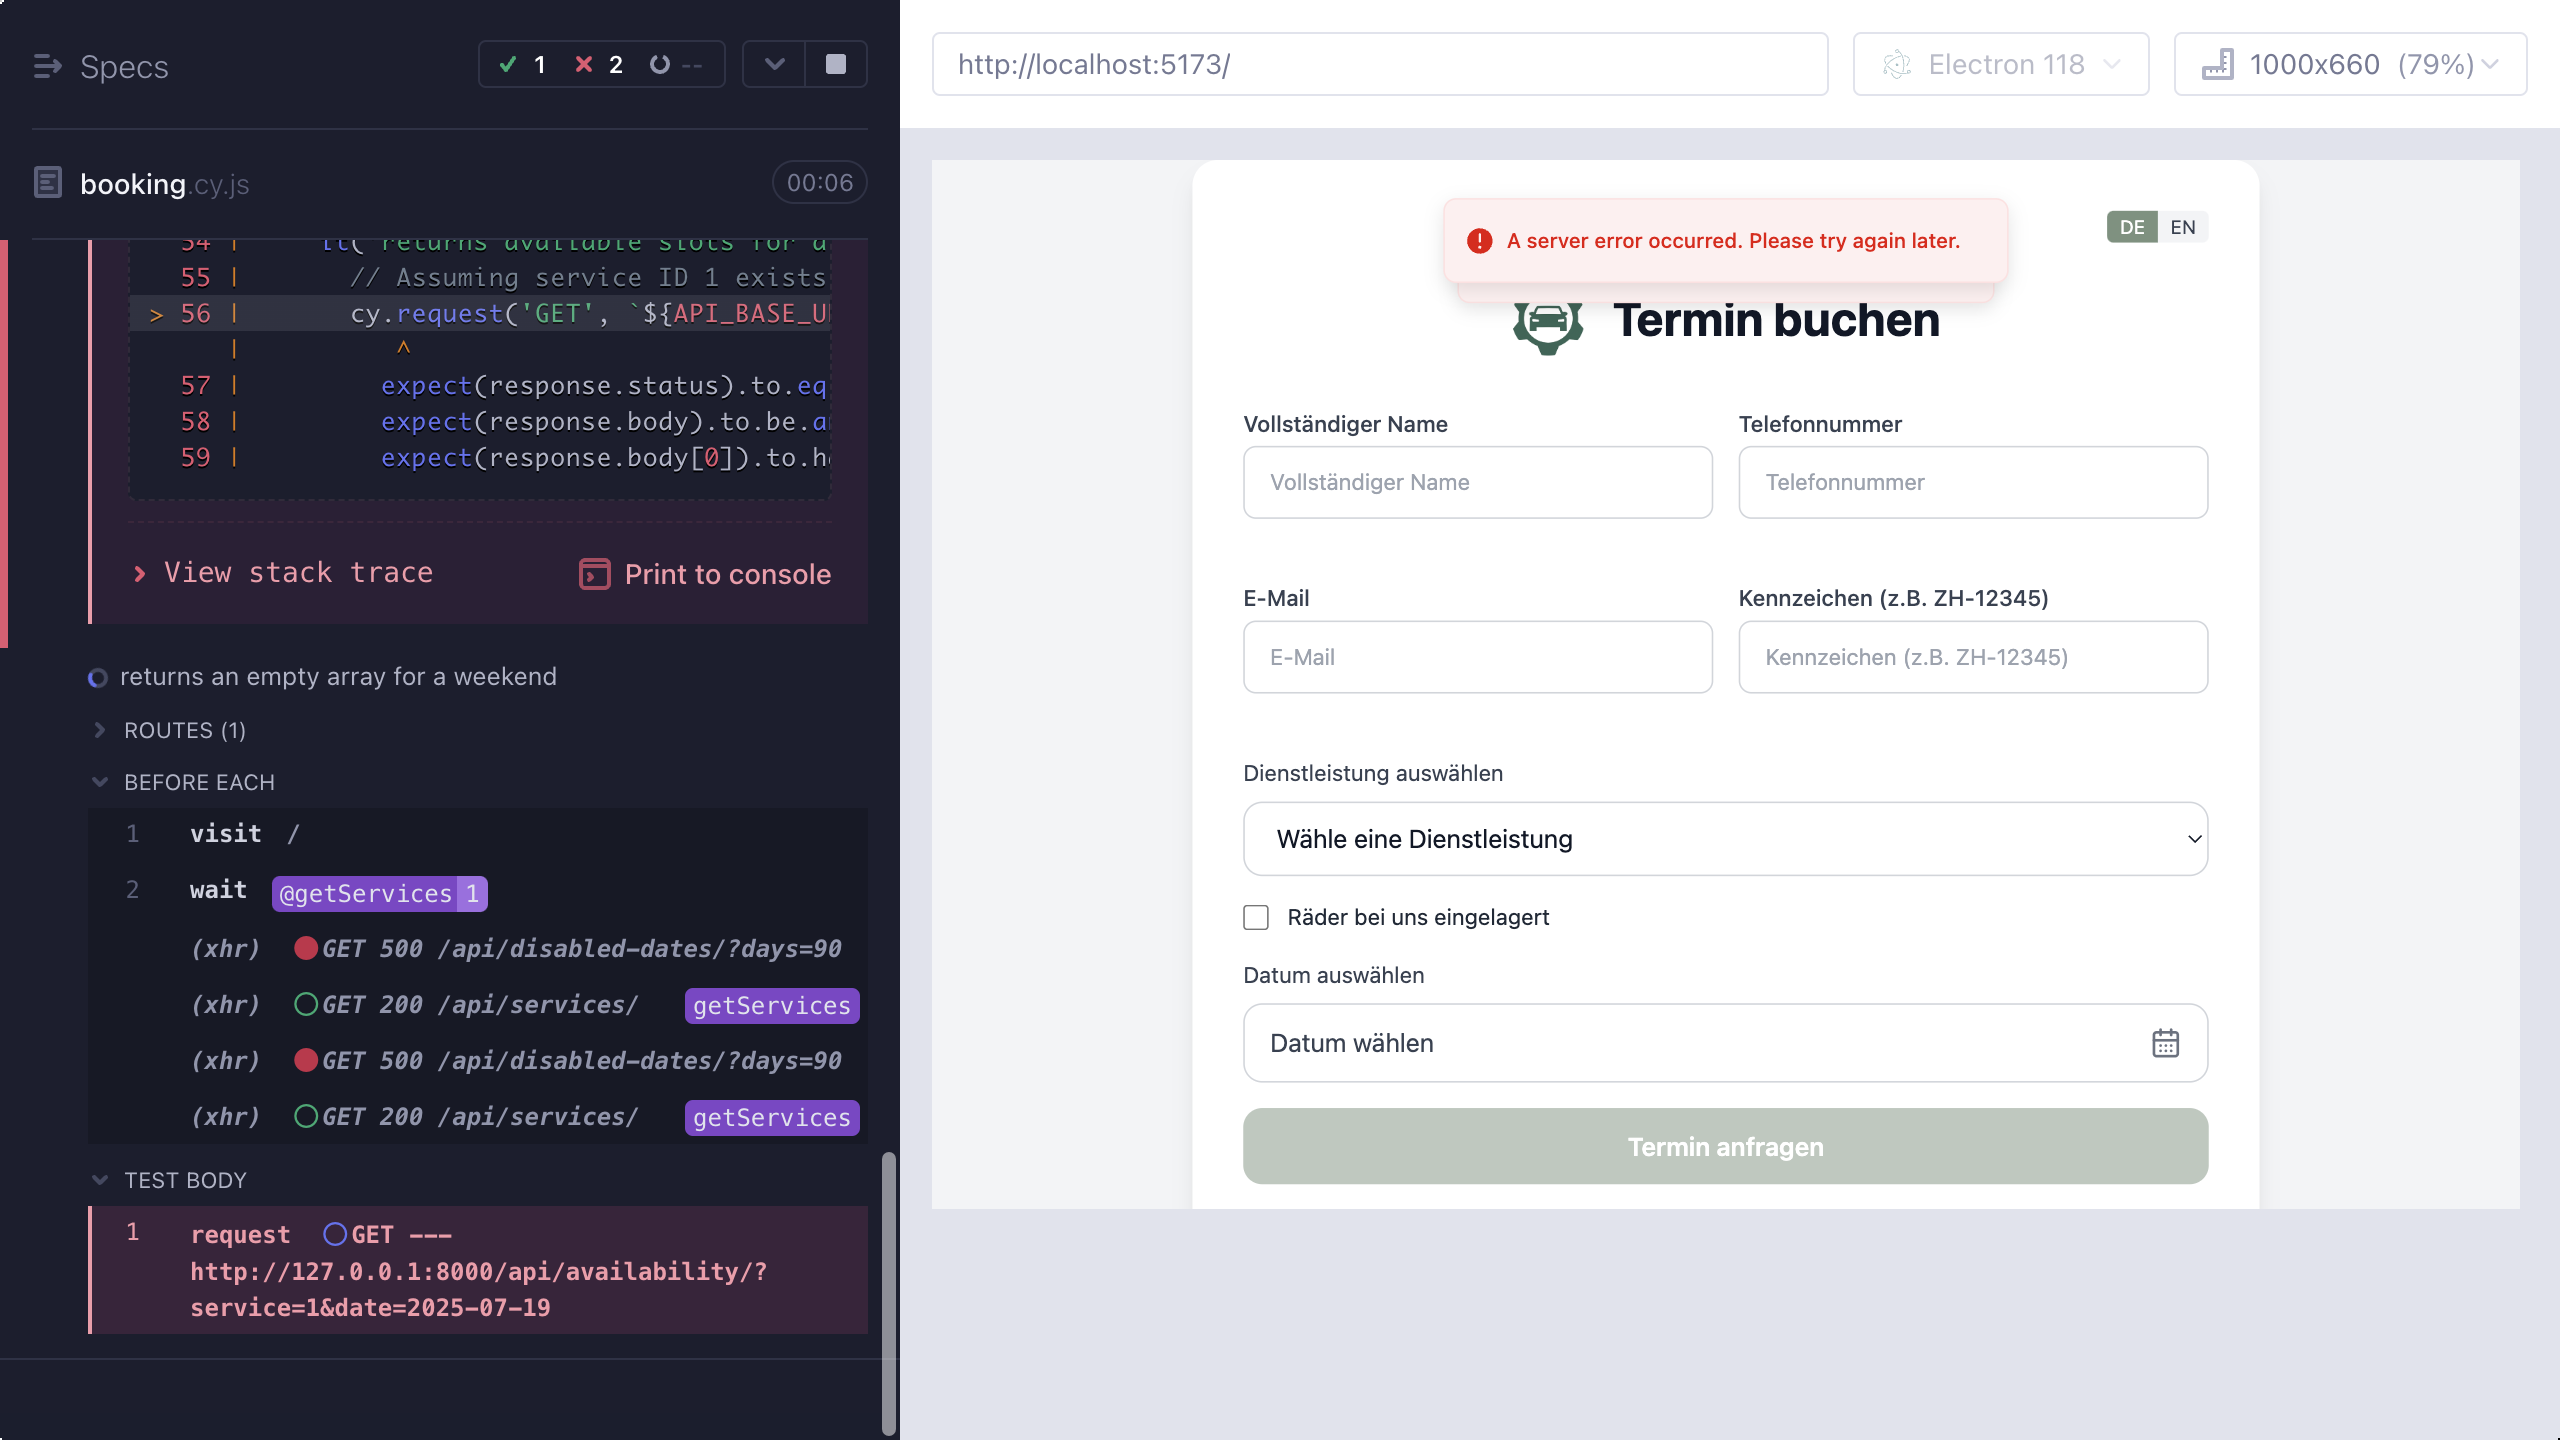 Specs
1 2 --
booking.cy.js 00:06
54 | it('returns available slots for a
55 | // Assuming service ID 1 exists
> 56 | cy.request('GET', `${API_BASE_U
| ^
57 | expect(response.status).to.eq
58 | expect(response.body).to.be.a
59 | expect(response.body[0]).to.h
View stack trace
Print to console
returns an empty array for a weekend
ROUTES (1)
BEFORE EACH
1 visit /
2 wait @getServices 1
(xhr) GET 500 /api/disabled-dates/?days=90
(xhr) GET 200 /api/services/ getServices
(xhr) GET 500 /api/disabled-dates/?days=90
(xhr) GET 200 /api/services/ getServices
TEST BODY
1 request GET ---
http://127.0.0.1:8000/api/availability/?
service=1&date=2025-07-19
http://localhost:5173/
Electron 118
1000x660 (79%)
A server error occurred. Please try again later.
DE EN
Termin buchen
Vollständiger Name
Vollständiger Name
Telefonnummer
Telefonnummer
E-Mail
E-Mail
Kennzeichen (z.B. ZH-12345)
Kennzeichen (z.B. ZH-12345)
Dienstleistung auswählen
Wähle eine Dienstleistung
Räder bei uns eingelagert
Datum auswählen
Datum wählen
Termin anfragen